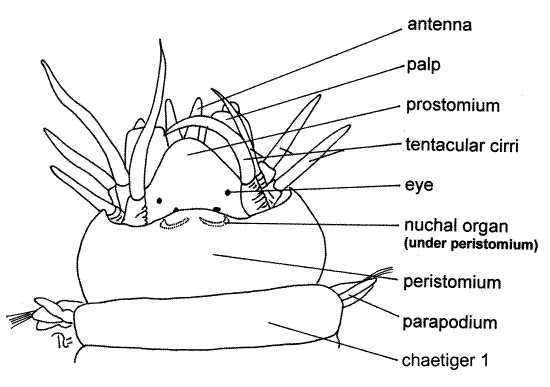 antenna
palp
prostomium
tentacular cirri
eye
nuchal organ
(under peristomium)
peristomium
parapodium
chaetiger 1